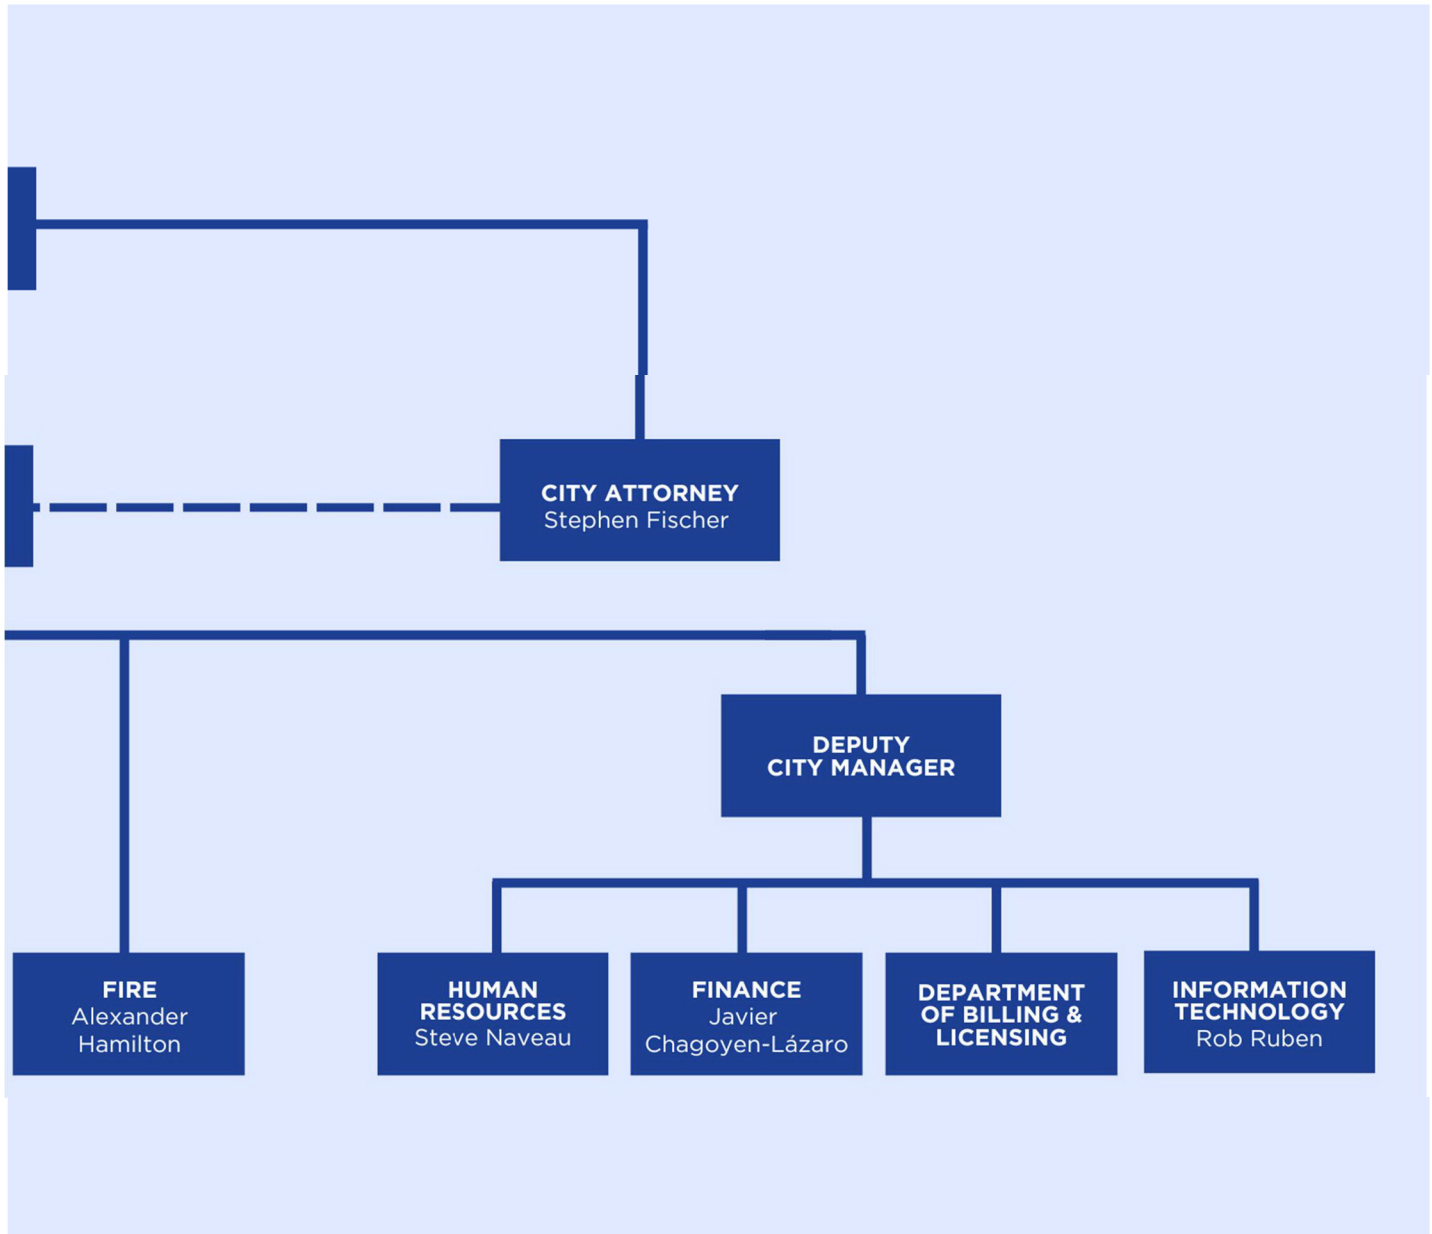 CITY ATTORNEY
Stephen Fischer
DEPUTY
CITY MANAGER
FIRE
Alexander
Hamilton
HUMAN
RESOURCES
Steve Naveau
FINANCE
Javier
Chagoyen-Lázaro
DEPARTMENT
OF BILLING &
LICENSING
INFORMATION
TECHNOLOGY
Rob Ruben